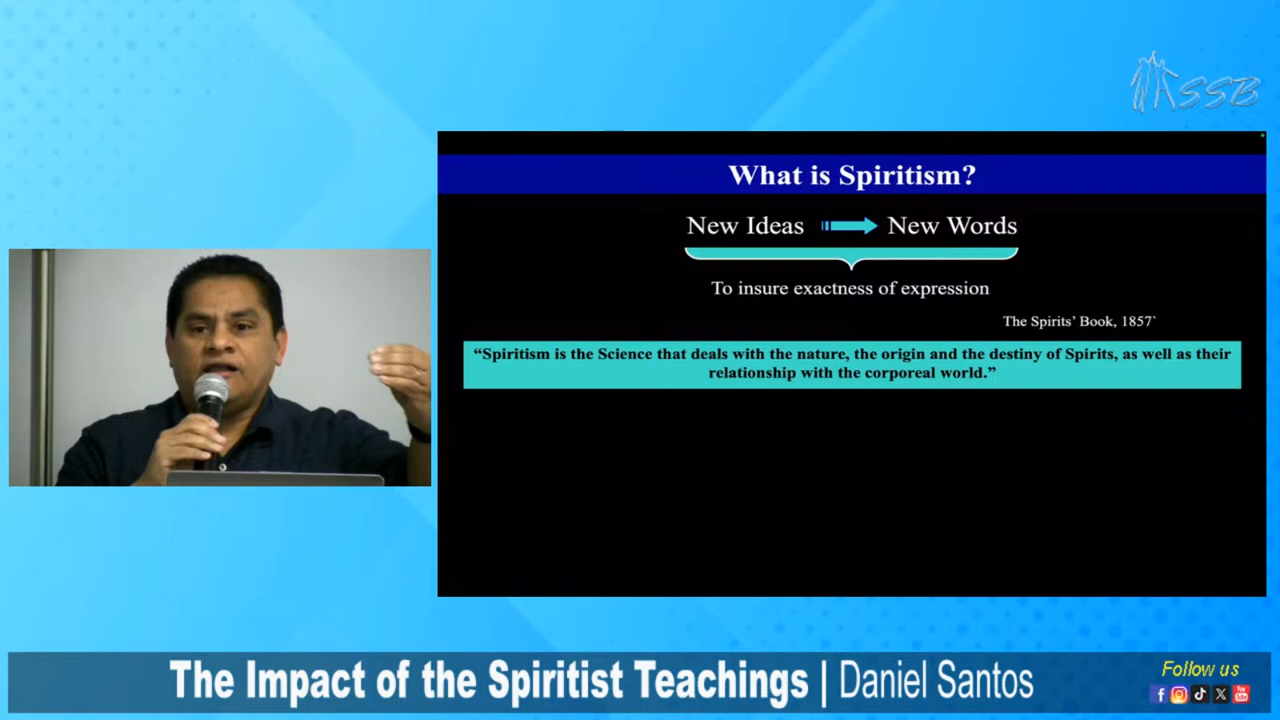 SSB
What is Spiritism?
New Ideas New Words
To insure exactness of expression
The Spirits’ Book, 1857`
“Spiritism is the Science that deals with the nature, the origin and the destiny of Spirits, as well as their
relationship with the corporeal world.”
The Impact of the Spiritist Teachings | Daniel Santos
Follow us
You
Tube